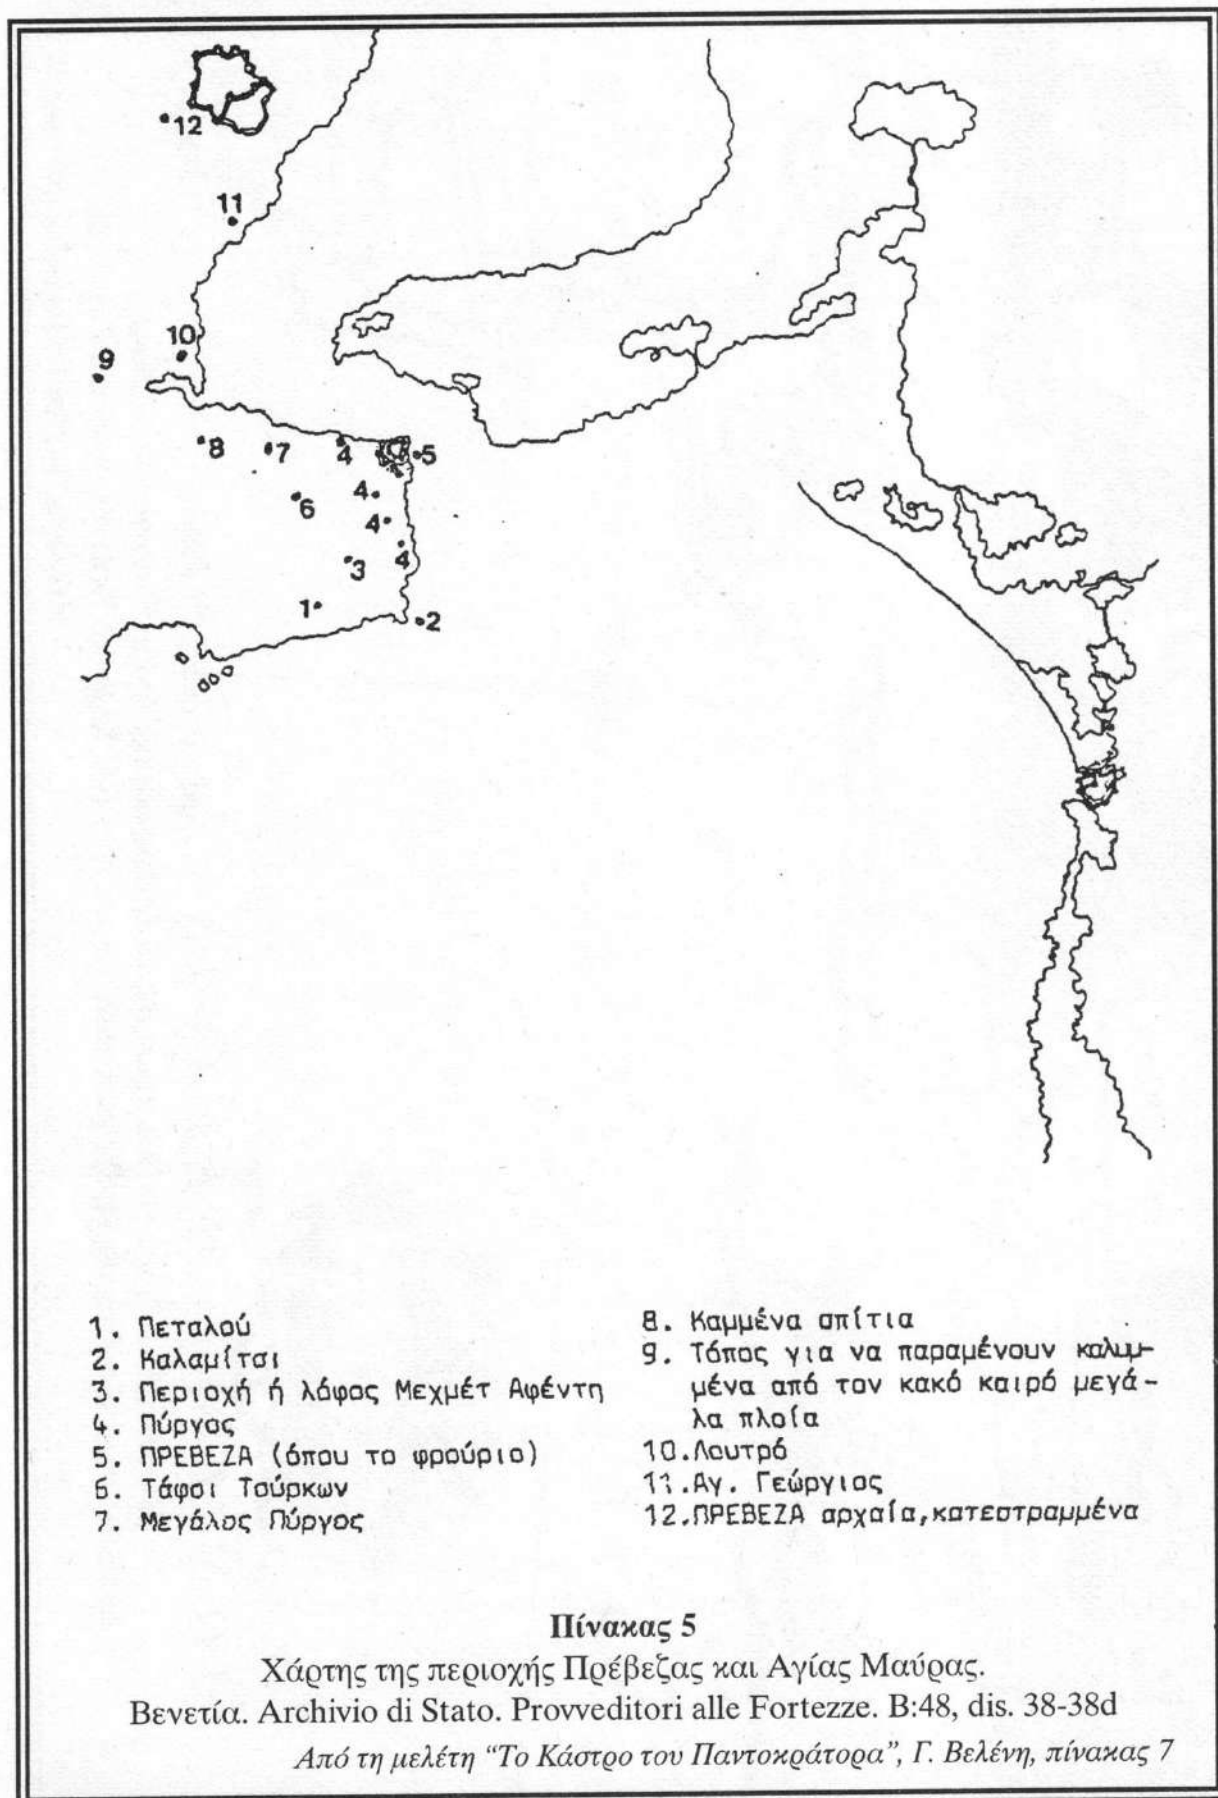 12
11
10
9
8
7
4
5
6
4
4
4
3
1
2
1. Πεταλού
2. Καλαμίτσι
3. Περιοχή ή λόφος Μεχμέτ Αφέντη
4. Πύργος
5. ΠΡΕΒΕΖΑ (όπου το φρούριο)
6. Τάφοι Τούρκων
7. Μεγάλος Πύργος
8. Καμμένα σπίτια
9. Τόπος για να παραμένουν καλυμ-
μένα από τον κακό καιρό μεγά-
λα πλοία
10.Λουτρό
11.Αγ. Γεώργιος
12.ΠΡΕΒΕΖΑ αρχαία,κατεστραμμένα
Πίνακας 5
Χάρτης της περιοχής Πρέβεζας και Αγίας Μαύρας.
Βενετία. Archivio di Stato. Provveditori alle Fortezze. B:48, dis. 38-38d
Από τη μελέτη “Το Κάστρο του Παντοκράτορα”, Γ. Βελένη, πίνακας 7